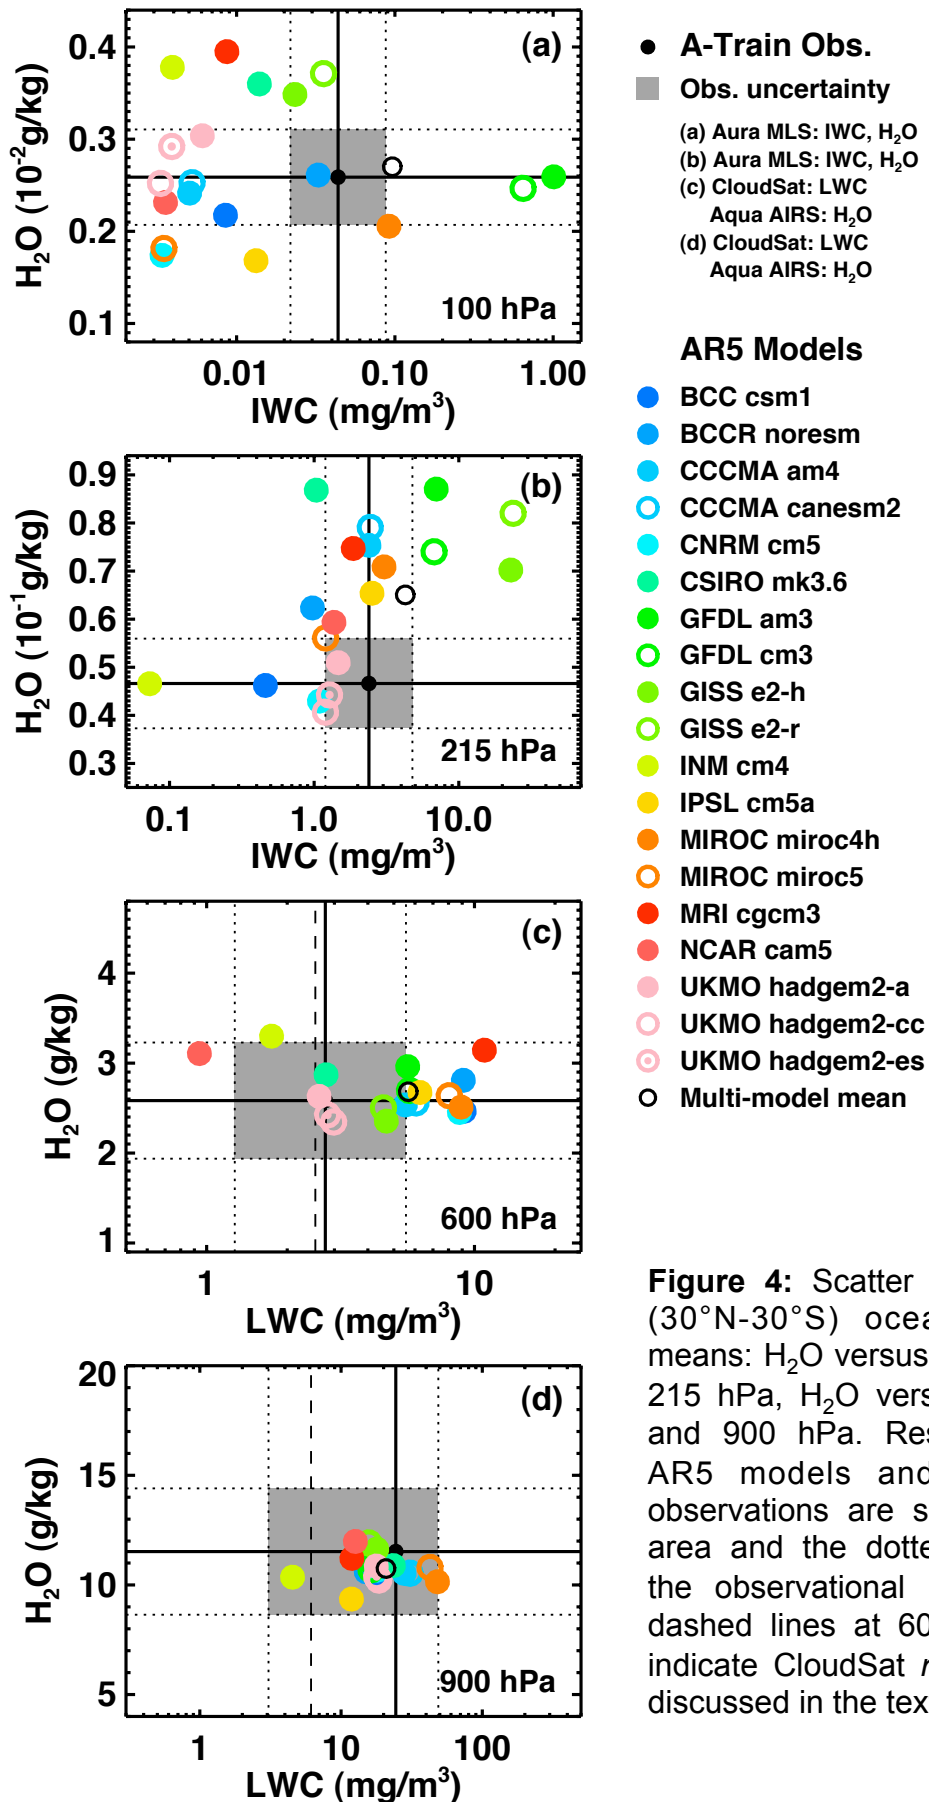 0.4
0.3
0.2
0.1
H2O (10-2g/kg)
(a)
100 hPa
0.01 0.10 1.00
IWC (mg/m3)
0.9
0.8
0.7
0.6
0.5
0.4
0.3
H2O (10-1g/kg)
(b)
215 hPa
0.1 1.0 10.0
IWC (mg/m3)
4
3
2
1
H2O (g/kg)
(c)
600 hPa
1 10
LWC (mg/m3)
20
15
10
5
H2O (g/kg)
(d)
900 hPa
1 10 100
LWC (mg/m3)
A-Train Obs.
Obs. uncertainty
(a) Aura MLS: IWC, H2O
(b) Aura MLS: IWC, H2O
(c) CloudSat: LWC
Aqua AIRS: H2O
(d) CloudSat: LWC
Aqua AIRS: H2O
AR5 Models
BCC csm1
BCCR noresm
CCCMA am4
CCCMA canesm2
CNRM cm5
CSIRO mk3.6
GFDL am3
GFDL cm3
GISS e2-h
GISS e2-r
INM cm4
IPSL cm5a
MIROC miroc4h
MIROC miroc5
MRI cgcm3
NCAR cam5
UKMO hadgem2-a
UKMO hadgem2-cc
UKMO hadgem2-es
Multi-model mean
Figure 4: Scatter
(30°N-30°S) ocea
means: H2O versus
215 hPa, H2O vers
and 900 hPa. Res
AR5 models and
observations are s
area and the dotte
the observational
dashed lines at 60
indicate CloudSat r
discussed in the tex